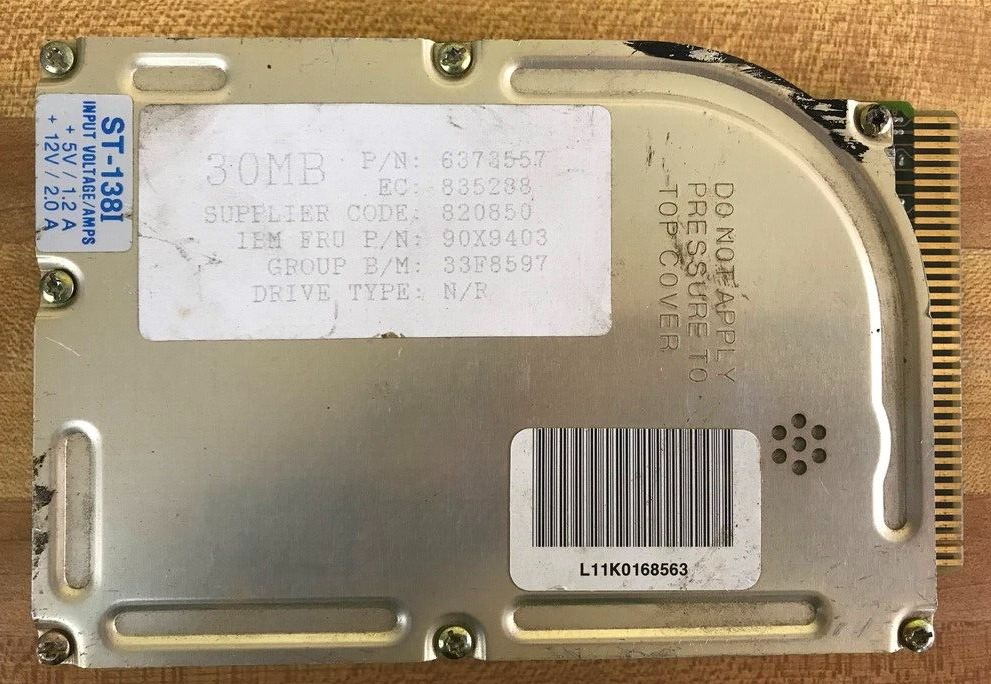 ST-138I
INPUT VOLTAGE/AMPS
+ 5V / 1.2 A
+ 12V / 2.0 A
30MB P/N: 6373557
EC: 835288
SUPPLIER CODE: 820850
IBM FRU P/N: 90X9403
GROUP B/M: 33F8597
DRIVE TYPE: N/R
DO NOT APPLY
PRESSURE TO
TOP COVER
L11K0168563